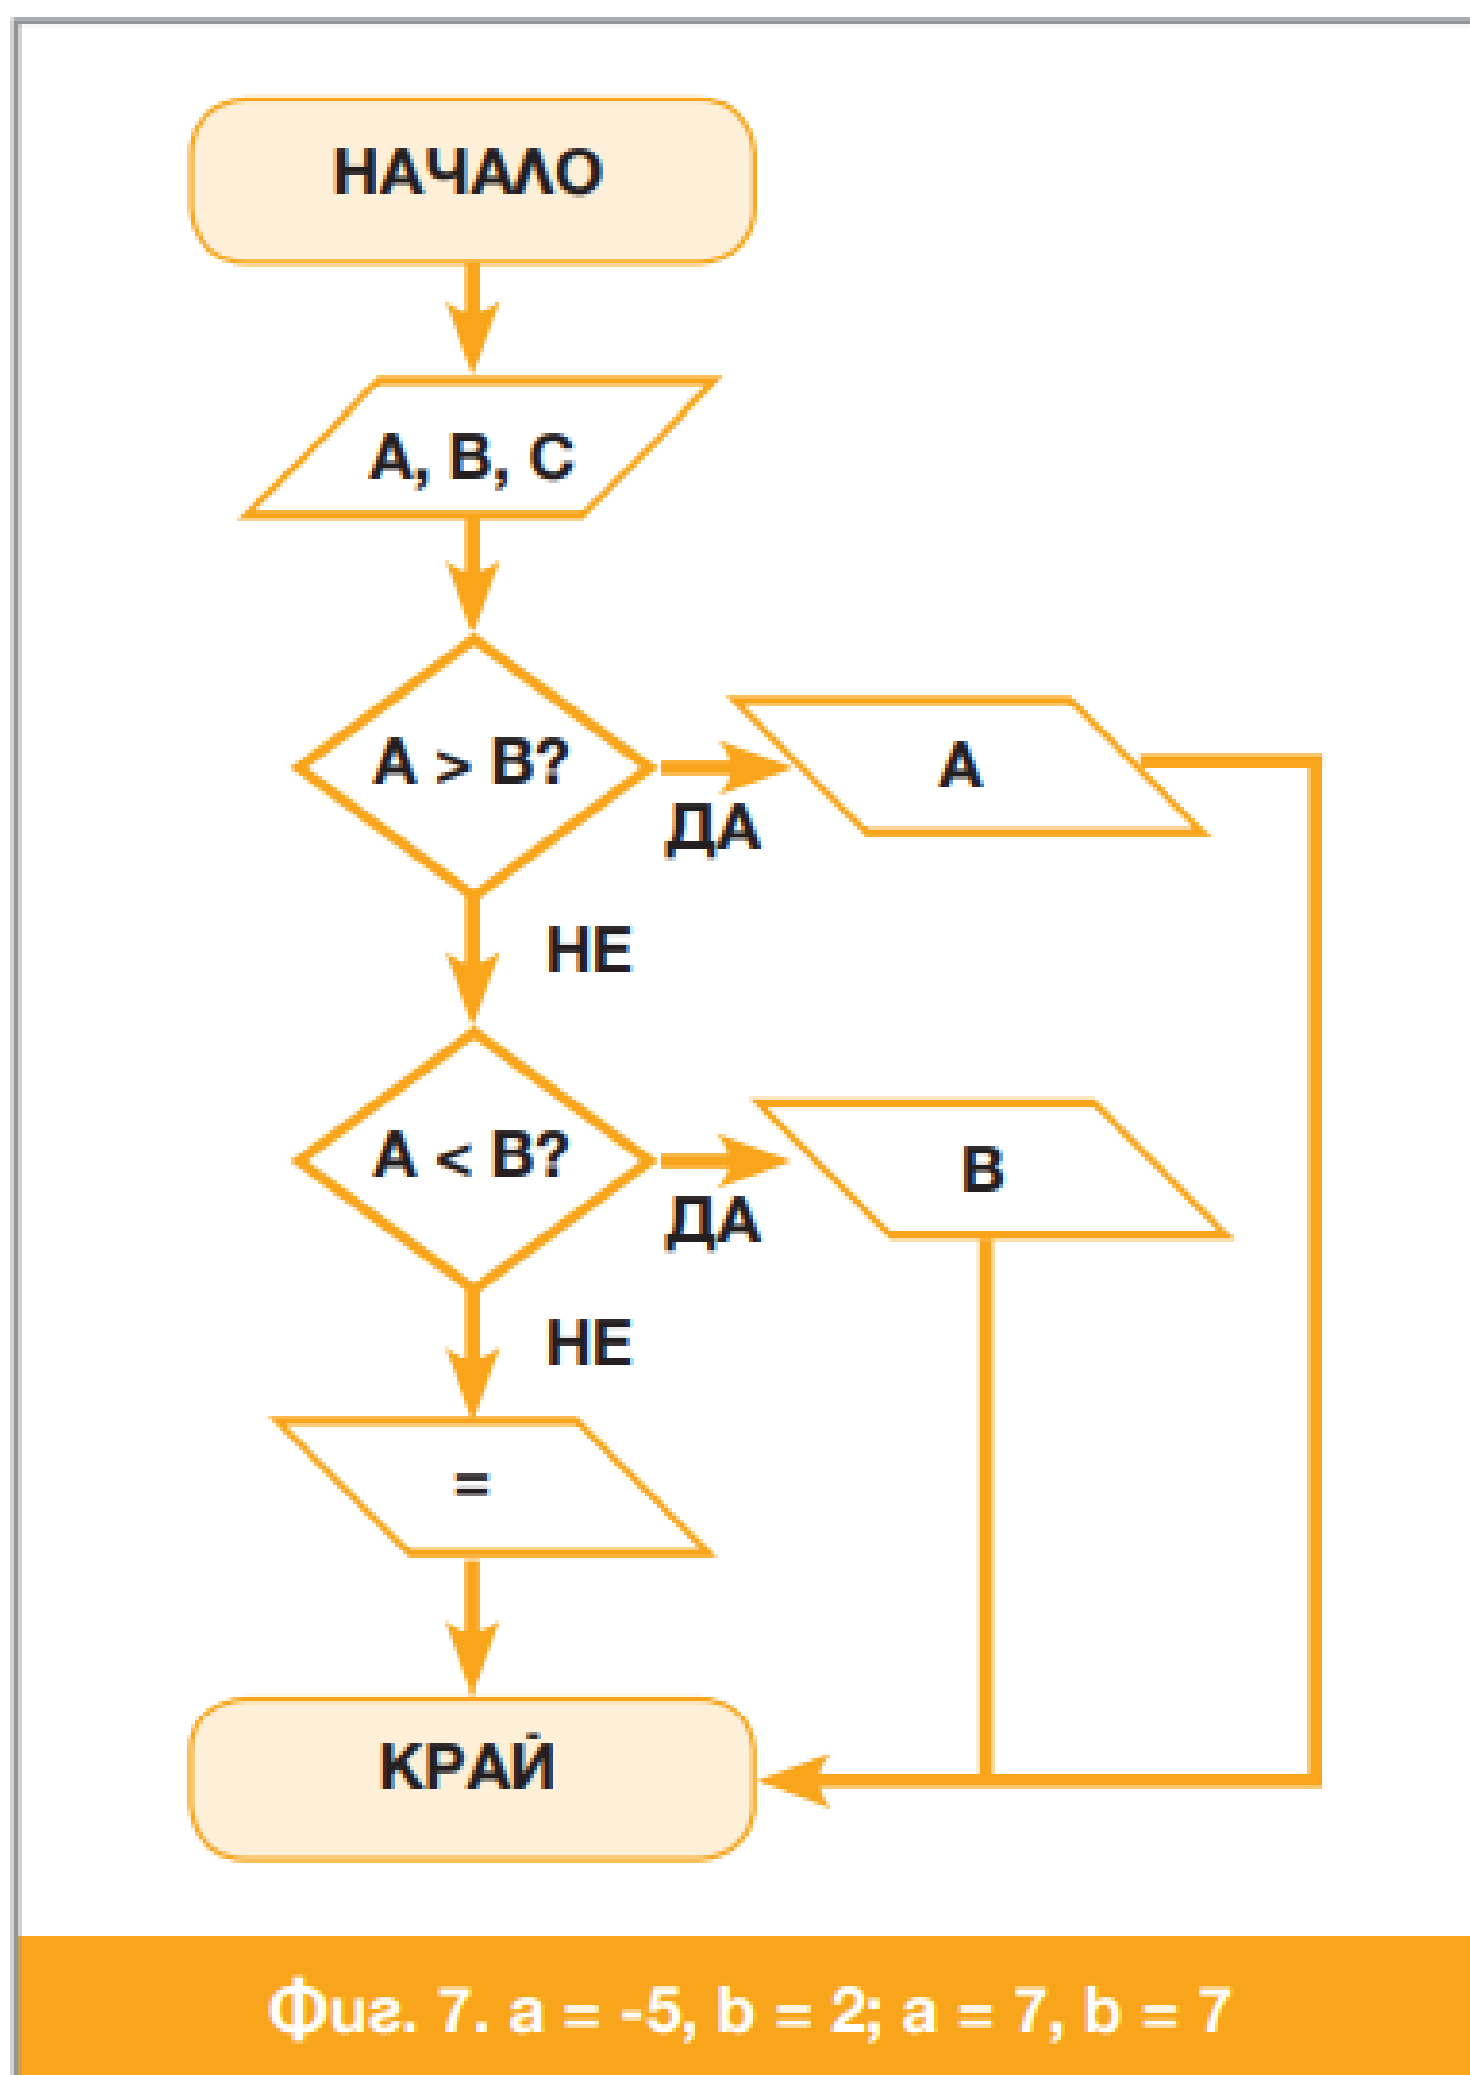 НАЧАЛО
A, B, C
A > B?
ДА
A
НЕ
A < B?
ДА
B
НЕ
=
КРАЙ
Фиг. 7. a = -5, b = 2; a = 7, b = 7